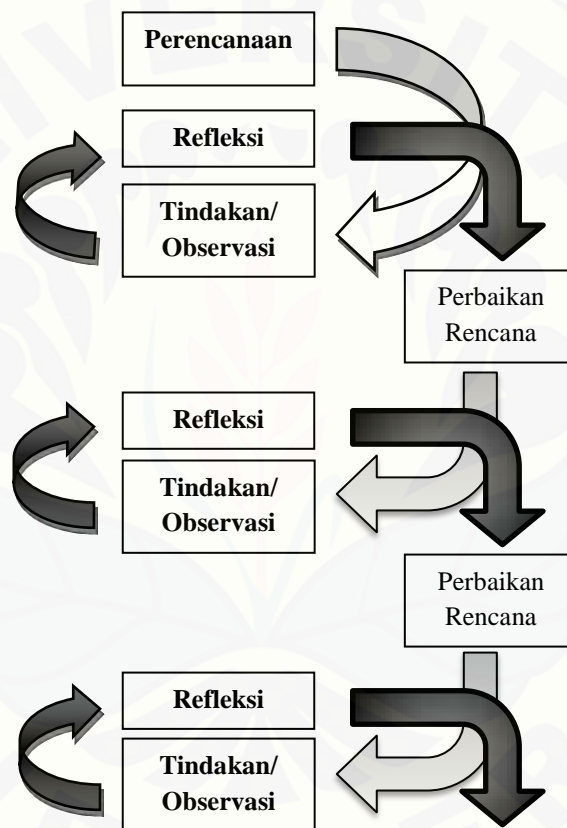 Perencanaan
Refleksi
Tindakan/
Observasi
Perbaikan
Rencana
Refleksi
Tindakan/
Observasi
Perbaikan
Rencana
Refleksi
Tindakan/
Observasi